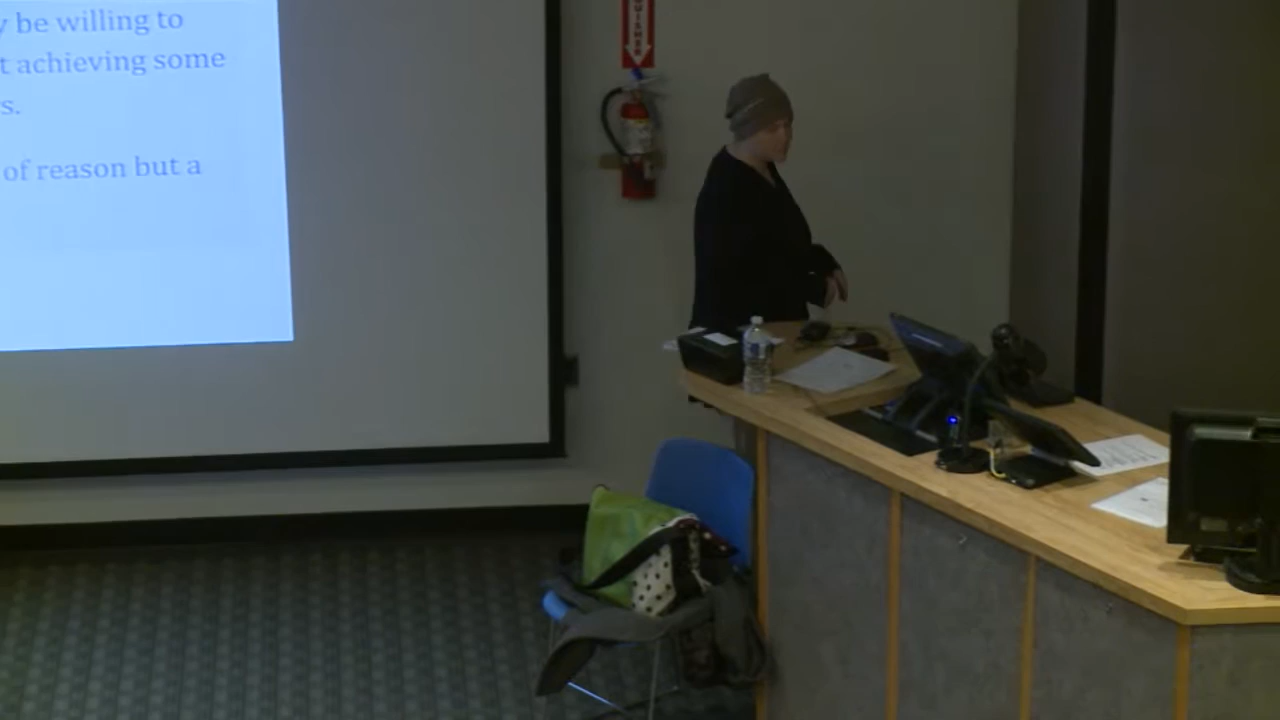 y be willing to
t achieving some
s.
of reason but a